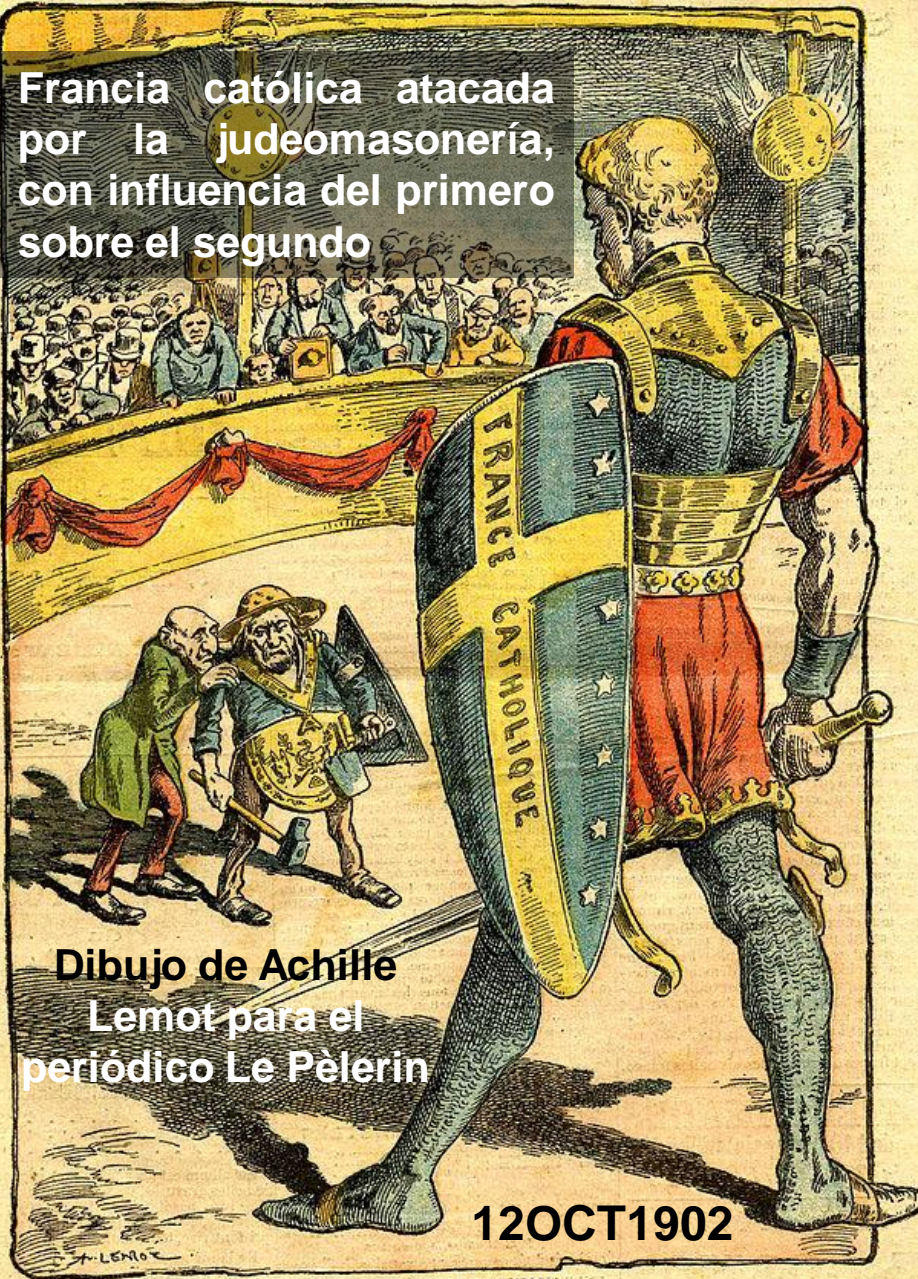 Francia católica atacada
por la judeomasonería,
con influencia del primero
sobre el segundo
FRANCE CATHOLIQUE
Dibujo de Achille
Lemot para el
periódico Le Pèlerin
12OCT1902
A. LEMOT